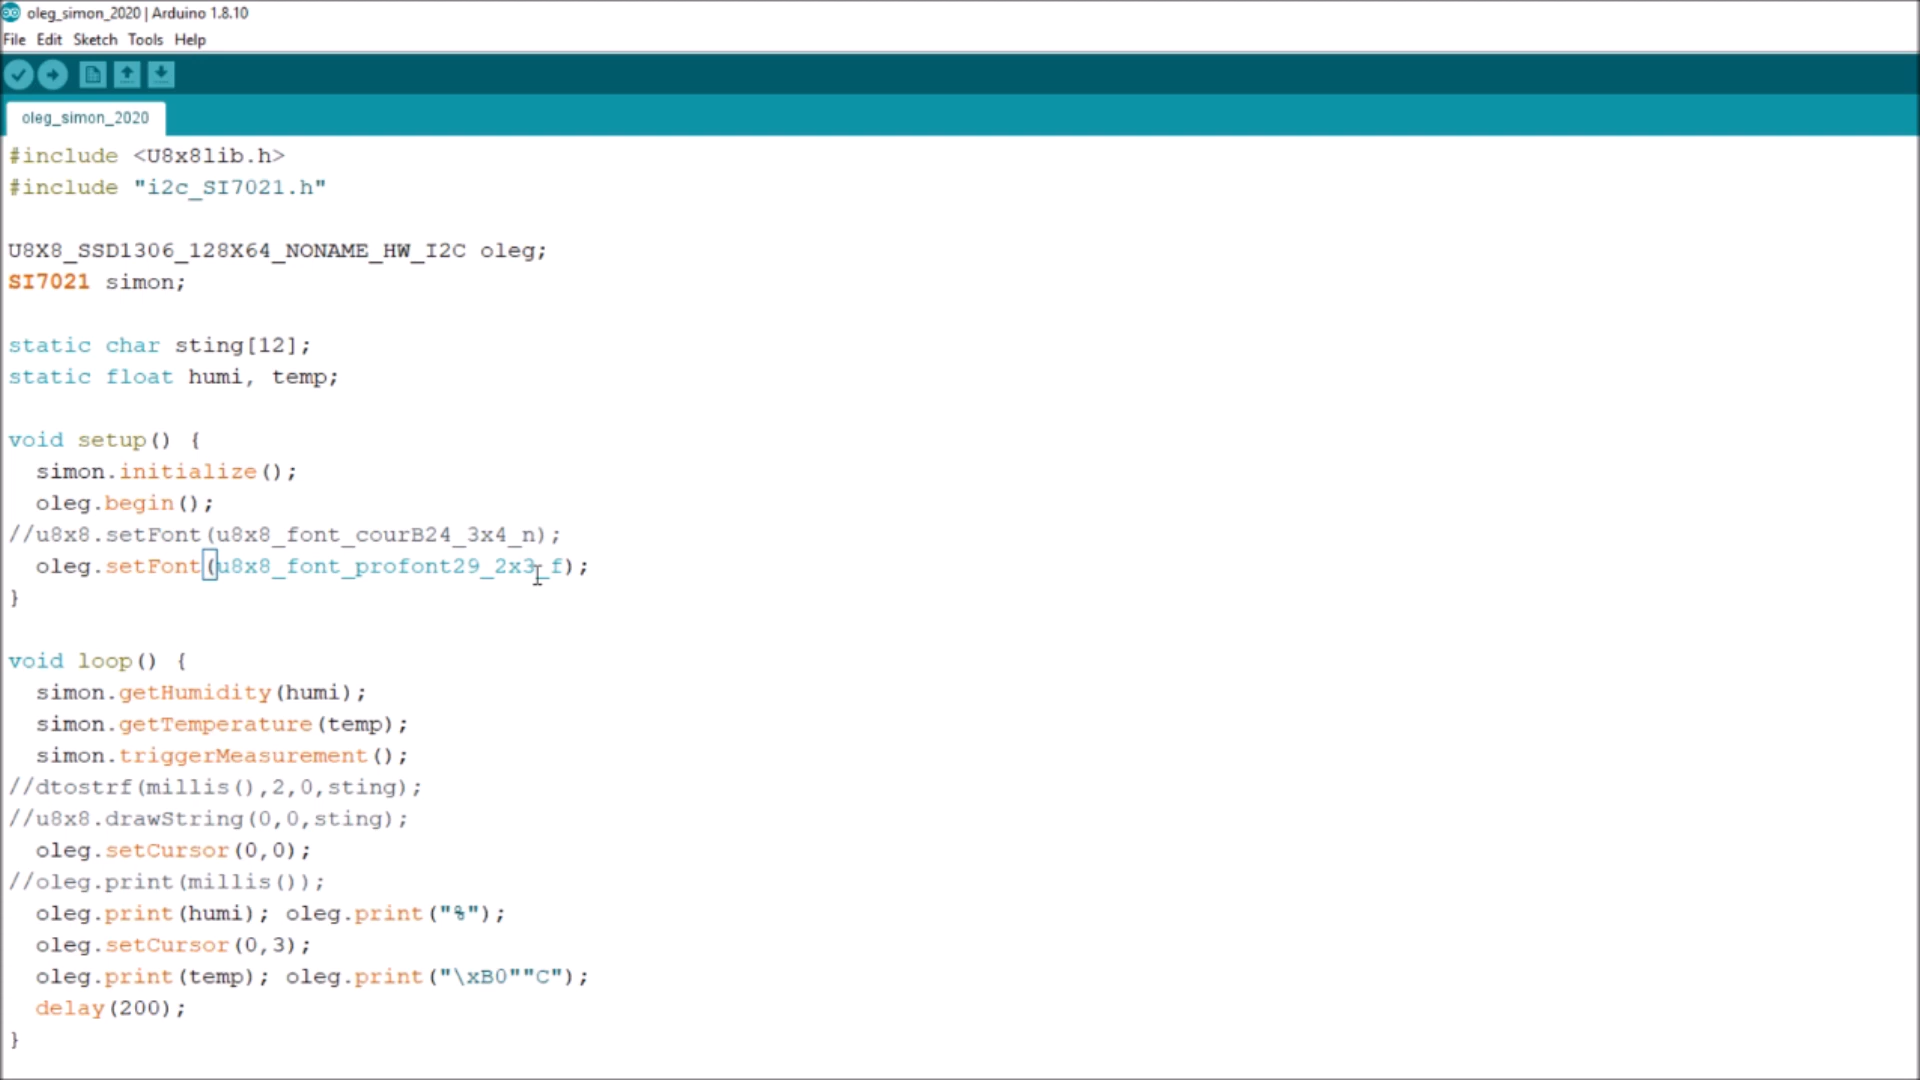 oleg_simon_2020 | Arduino 1.8.10
File Edit Sketch Tools Help
oleg_simon_2020
#include <U8x8lib.h>
#include "i2c_SI7021.h"
U8X8_SSD1306_128X64_NONAME_HW_I2C oleg;
SI7021 simon;
static char sting[12];
static float humi, temp;
void setup() {
  simon.initialize();
  oleg.begin();
//u8x8.setFont(u8x8_font_courB24_3x4_n);
  oleg.setFont(u8x8_font_profont29_2x3_f);
}
void loop() {
  simon.getHumidity(humi);
  simon.getTemperature(temp);
  simon.triggerMeasurement();
//dtostrf(millis(),2,0,sting);
//u8x8.drawString(0,0,sting);
  oleg.setCursor(0,0);
//oleg.print(millis());
  oleg.print(humi); oleg.print("%");
  oleg.setCursor(0,3);
  oleg.print(temp); oleg.print("\xB0""C");
  delay(200);
}